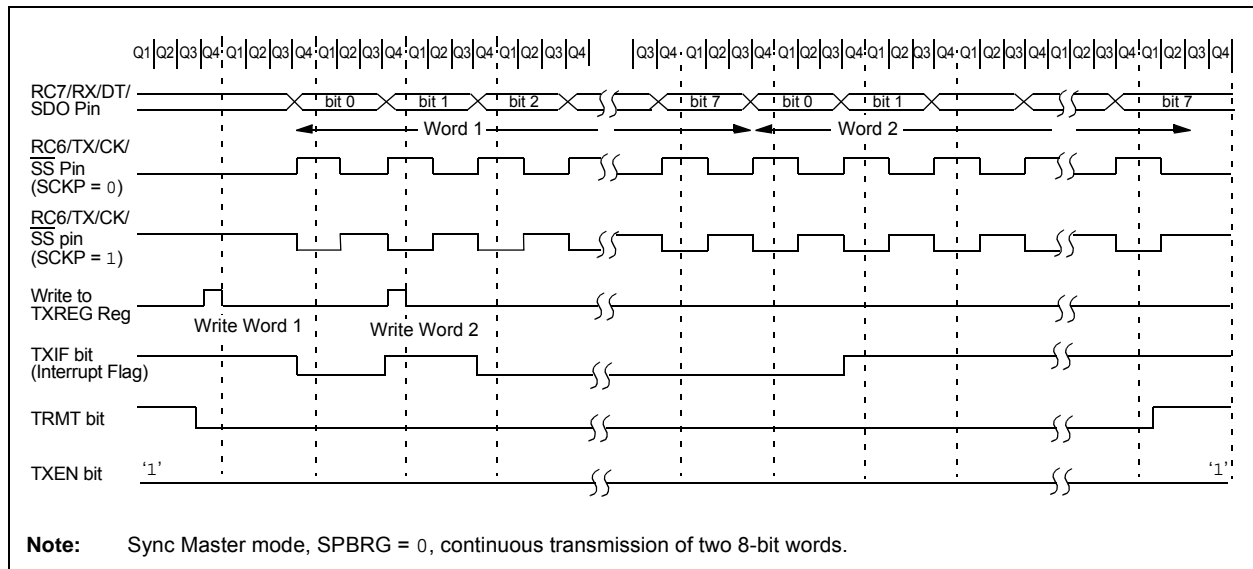 Q1 Q2 Q3 Q4 Q1 Q2 Q3 Q4 Q1 Q2 Q3 Q4 Q1 Q2 Q3 Q4 Q1 Q2 Q3 Q4 Q3 Q4 Q1 Q2 Q3 Q4 Q1 Q2 Q3 Q4 Q1 Q2 Q3 Q4 Q1 Q2 Q3 Q4 Q1 Q2 Q3 Q4
RC7/RX/DT/
SDO Pin
bit 0 bit 1 bit 2 bit 7 bit 0 bit 1 bit 7
Word 1 Word 2
RC6/TX/CK/
SS Pin
(SCKP = 0)
RC6/TX/CK/
SS pin
(SCKP = 1)
Write to
TXREG Reg
Write Word 1 Write Word 2
TXIF bit
(Interrupt Flag)
TRMT bit
TXEN bit
‘1’ ‘1’
Note: Sync Master mode, SPBRG = 0, continuous transmission of two 8-bit words.